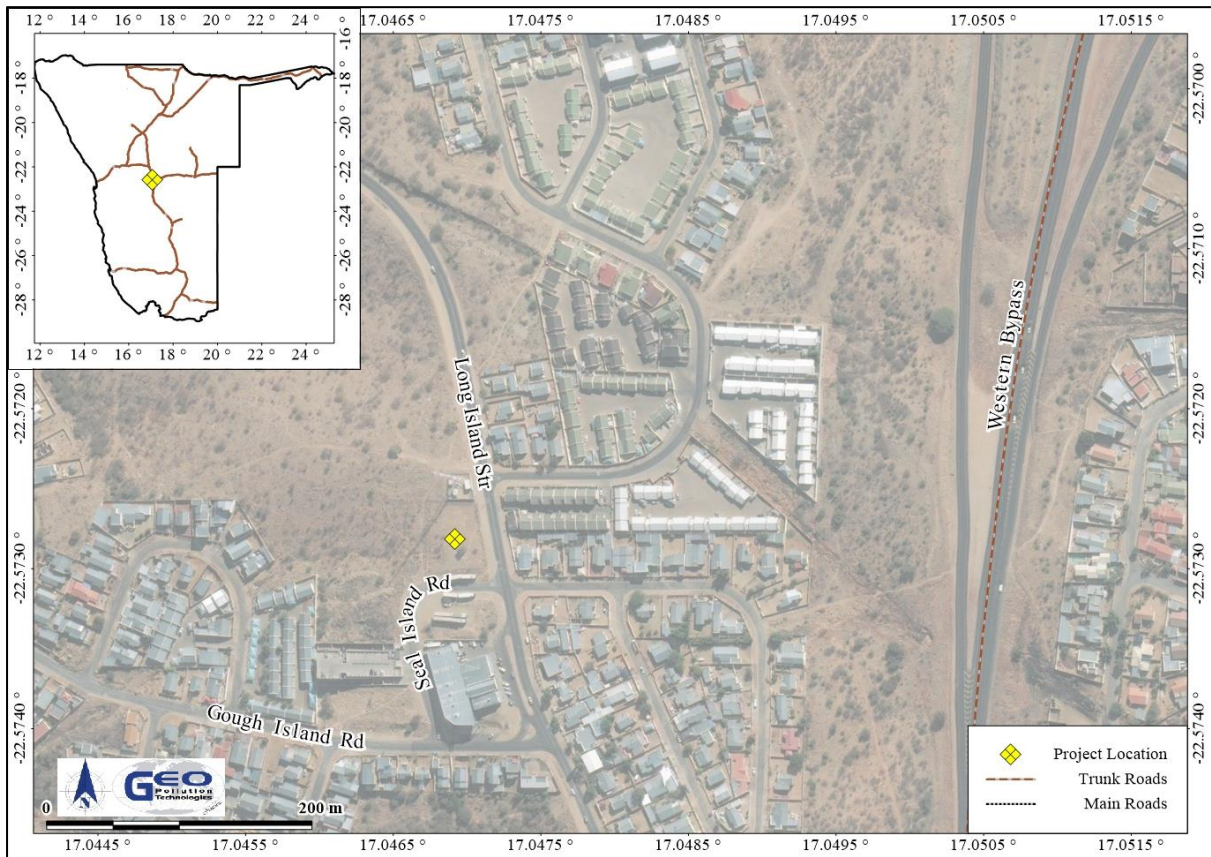 12 ° 14 ° 16 ° 18 ° 20 ° 22 ° 24 °
-16
-18
-20
-22
-24
-26
-28
-18 °
-20 °
-22 °
-24 °
-26 °
-28 °
12 ° 14 ° 16 ° 18 ° 20 ° 22 ° 24 °
17.0465 ° 17.0475 ° 17.0485 ° 17.0495 ° 17.0505 ° 17.0515 °
-22.5700 °
-22.5710 °
-22.5720 °
-22.5730 °
-22.5740 °
-22.5720 °
-22.5730 °
-22.5740 °
Western Bypass
Long Island Str
Seal Island Rd
Gough Island Rd
N
GEO
Pollution
Technologies
0 200 m
Project Location
Trunk Roads
Main Roads
17.0445 ° 17.0455 ° 17.0465 ° 17.0475 ° 17.0485 ° 17.0495 ° 17.0505 ° 17.0515 °